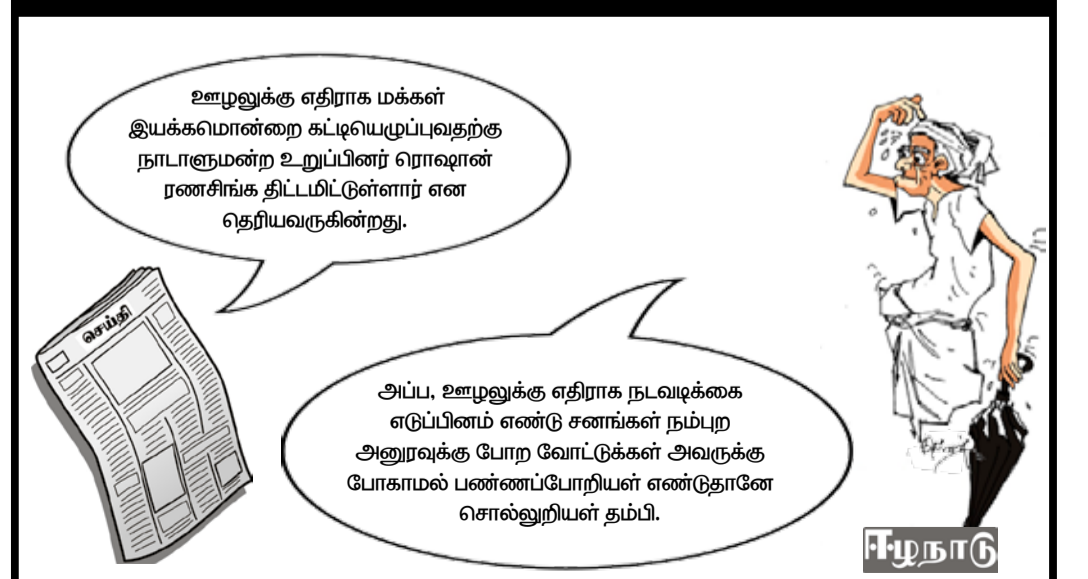 ஊழலுக்கு எதிராக மக்கள்
இயக்கமொன்றை கட்டியெழுப்புவதற்கு
நாடாளுமன்ற உறுப்பினர் ரொஷான்
ரணசிங்க திட்டமிட்டுள்ளார் என
தெரியவருகின்றது.
செய்தி
அப்ப, ஊழலுக்கு எதிராக நடவடிக்கை
எடுப்பினம் எண்டு சனங்கள் நம்புற
அனுரவுக்கு போற வோட்டுக்கள் அவருக்கு
போகாமல் பண்ணப்போறியள் எண்டுதானே
சொல்லுறியள் தம்பி.
ஈழநாடு